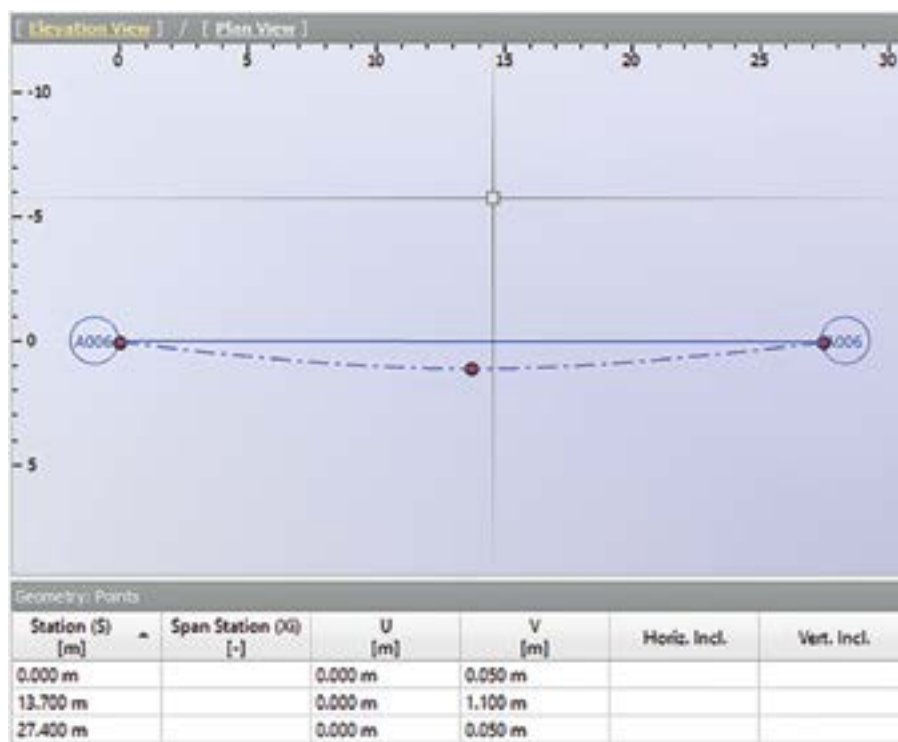 [ Elevation View ] / [ Plan View ]
0 5 10 15 20 25 30
-10
-5
A006 0 A006
5
Geometry: Points
Station (S) [m] Span Station (Xi) [-] U [m] V [m] Horiz. Incl. Vert. Incl.
0.000 m 0.000 m 0.050 m
13.700 m 0.000 m 1.100 m
27.400 m 0.000 m 0.050 m